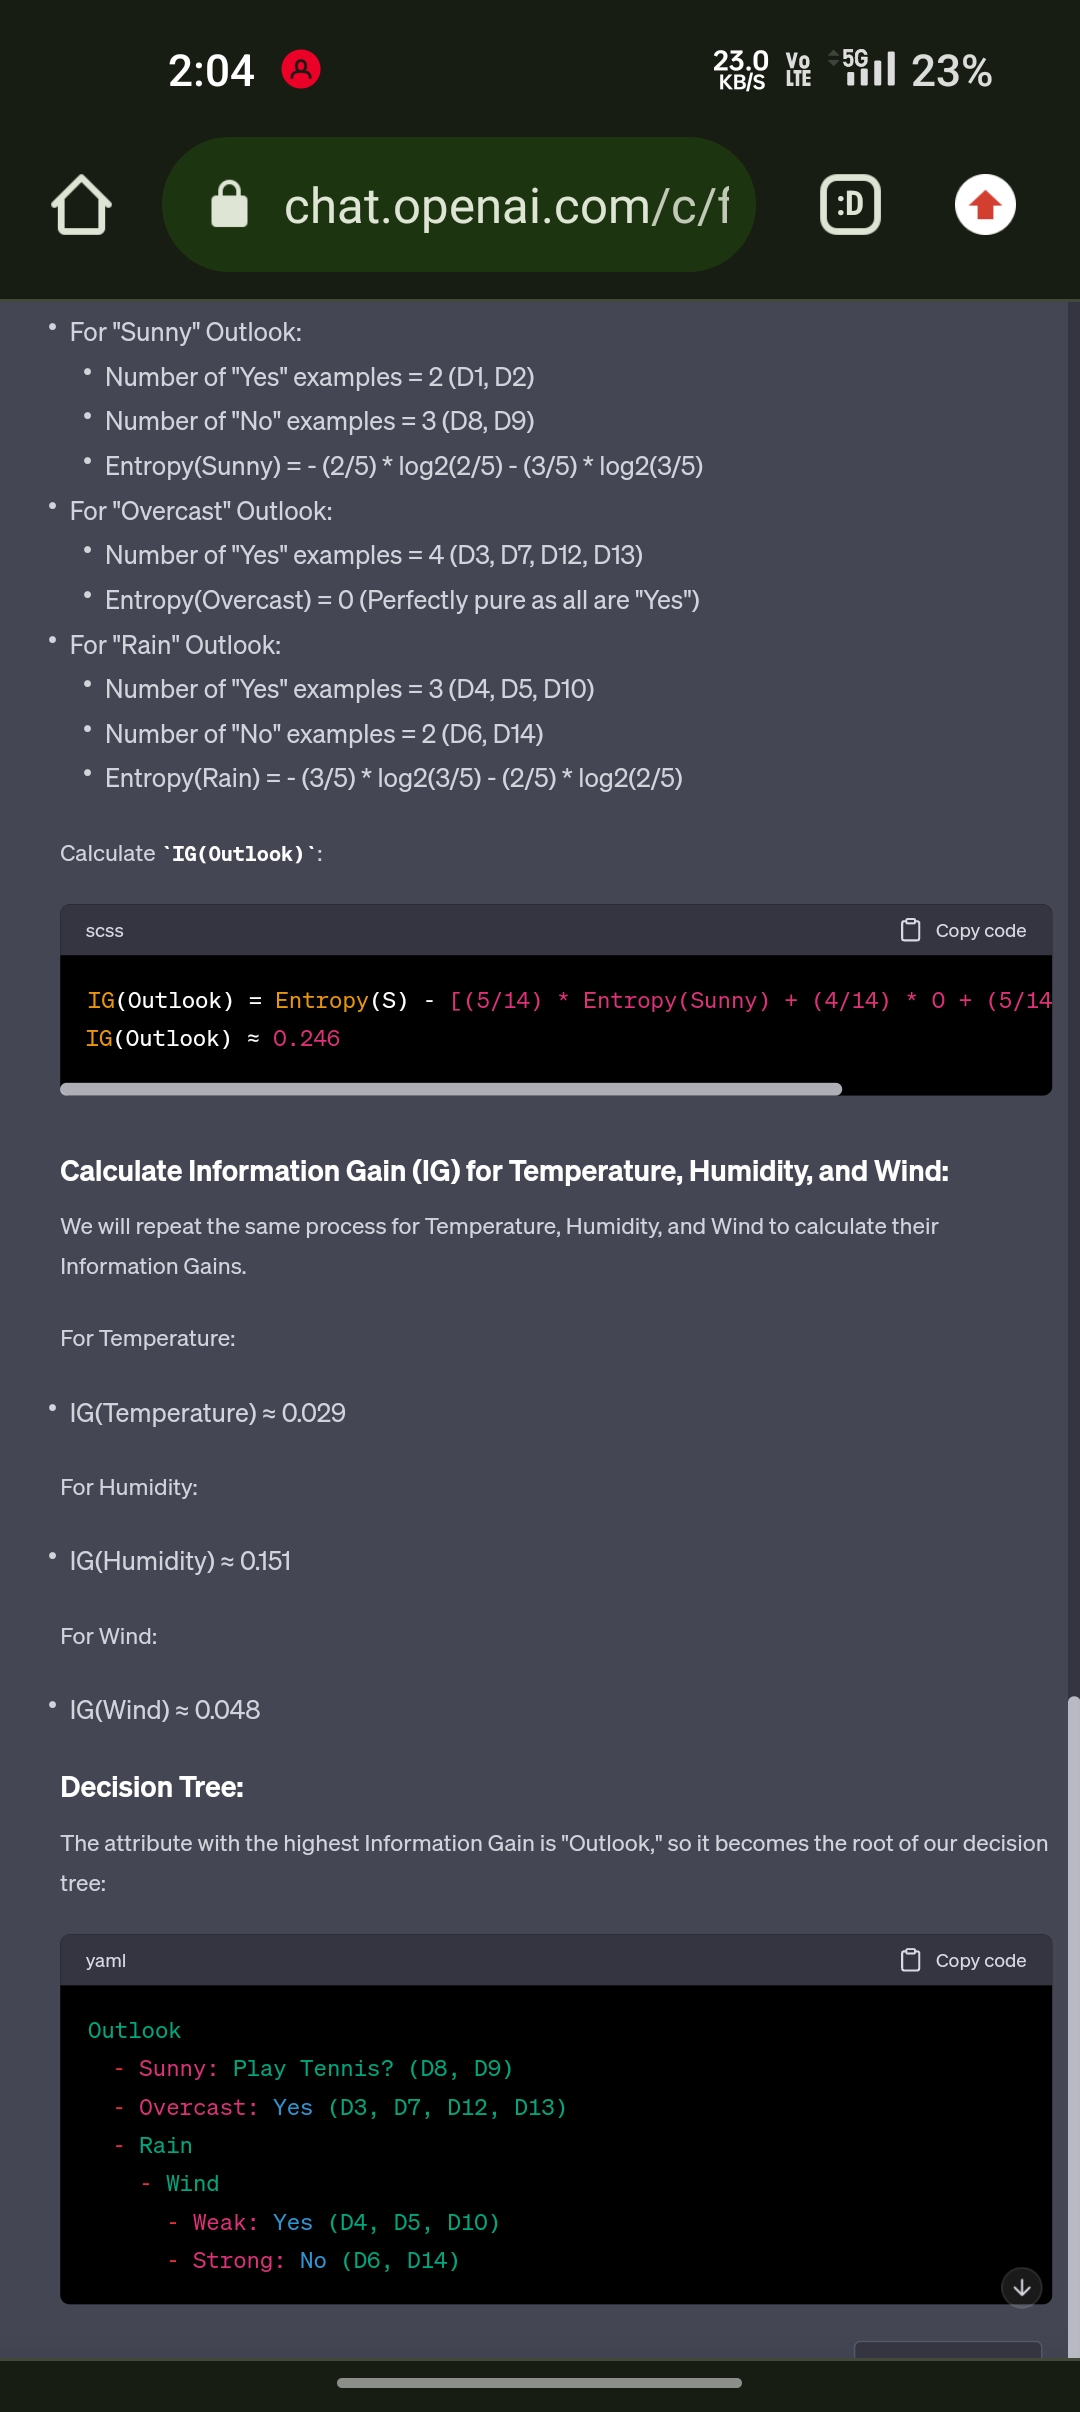 2:04
23.0 KB/S Vo LTE 5G 23%
chat.openai.com/c/f
:D
• For "Sunny" Outlook:
• Number of "Yes" examples = 2 (D1, D2)
• Number of "No" examples = 3 (D8, D9)
• Entropy(Sunny) = - (2/5) * log2(2/5) - (3/5) * log2(3/5)
• For "Overcast" Outlook:
• Number of "Yes" examples = 4 (D3, D7, D12, D13)
• Entropy(Overcast) = 0 (Perfectly pure as all are "Yes")
• For "Rain" Outlook:
• Number of "Yes" examples = 3 (D4, D5, D10)
• Number of "No" examples = 2 (D6, D14)
• Entropy(Rain) = - (3/5) * log2(3/5) - (2/5) * log2(2/5)
Calculate `IG(Outlook)`:
scss Copy code
IG(Outlook) = Entropy(S) - [(5/14) * Entropy(Sunny) + (4/14) * 0 + (5/14
IG(Outlook) ≈ 0.246
Calculate Information Gain (IG) for Temperature, Humidity, and Wind:
We will repeat the same process for Temperature, Humidity, and Wind to calculate their
Information Gains.
For Temperature:
• IG(Temperature) ≈ 0.029
For Humidity:
• IG(Humidity) ≈ 0.151
For Wind:
• IG(Wind) ≈ 0.048
Decision Tree:
The attribute with the highest Information Gain is "Outlook," so it becomes the root of our decision
tree:
yaml Copy code
Outlook
- Sunny: Play Tennis? (D8, D9)
- Overcast: Yes (D3, D7, D12, D13)
- Rain
- Wind
- Weak: Yes (D4, D5, D10)
- Strong: No (D6, D14)